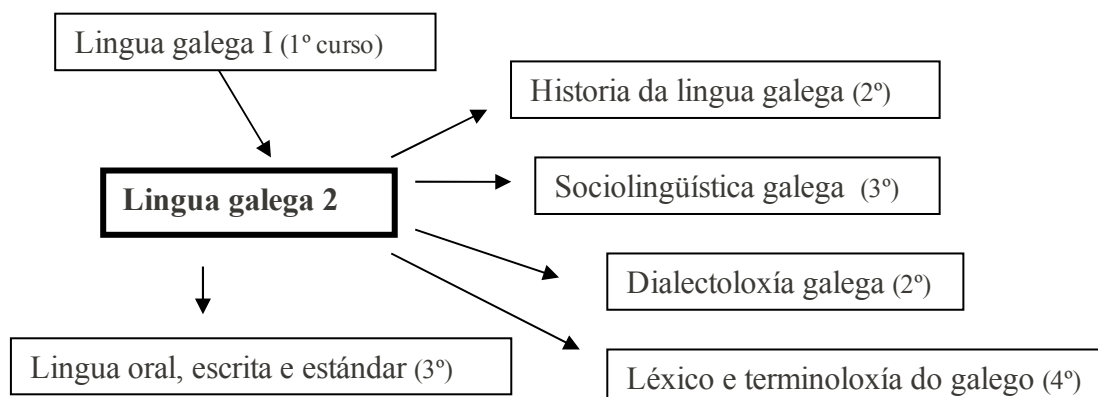 Lingua galega I (1º curso)
Historia da lingua galega (2º)
Lingua galega 2
Sociolingüística galega (3º)
Dialectoloxía galega (2º)
Lingua oral, escrita e estándar (3º)
Léxico e terminoloxía do galego (4º)